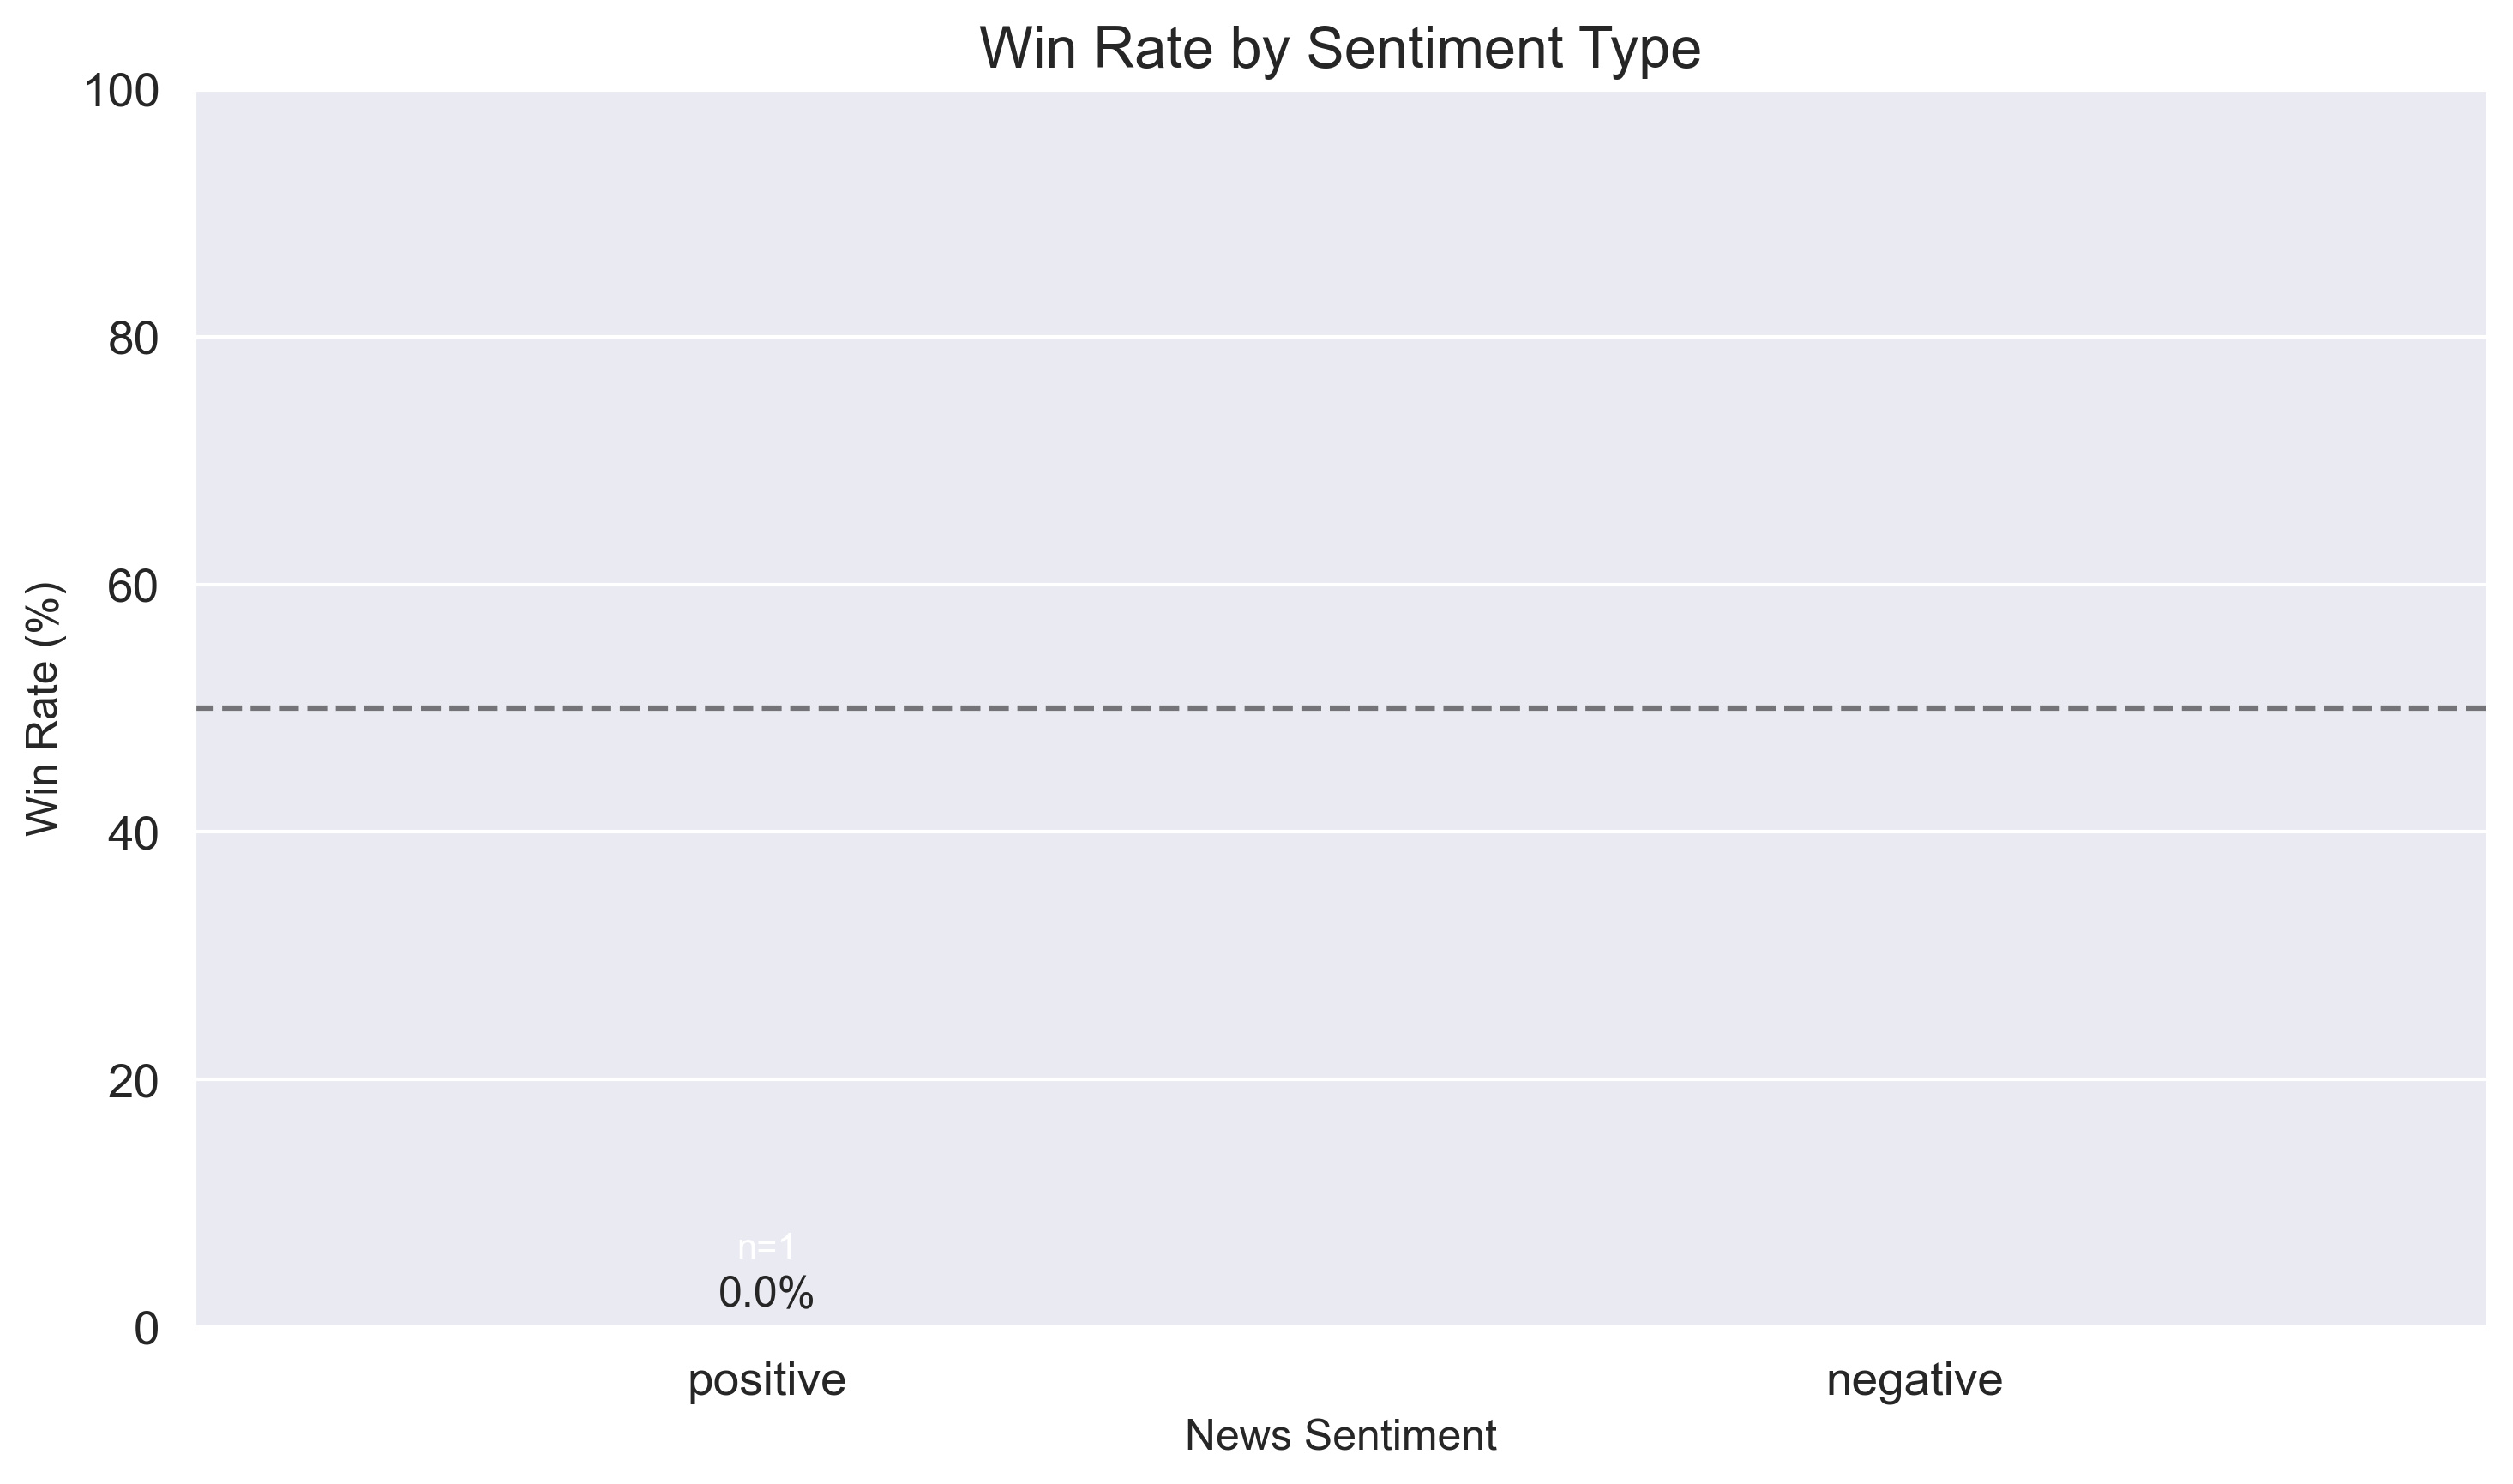 Win Rate by Sentiment Type
100
80
60
40
20
0
Win Rate (%)
n=1
0.0%
positive
negative
News Sentiment